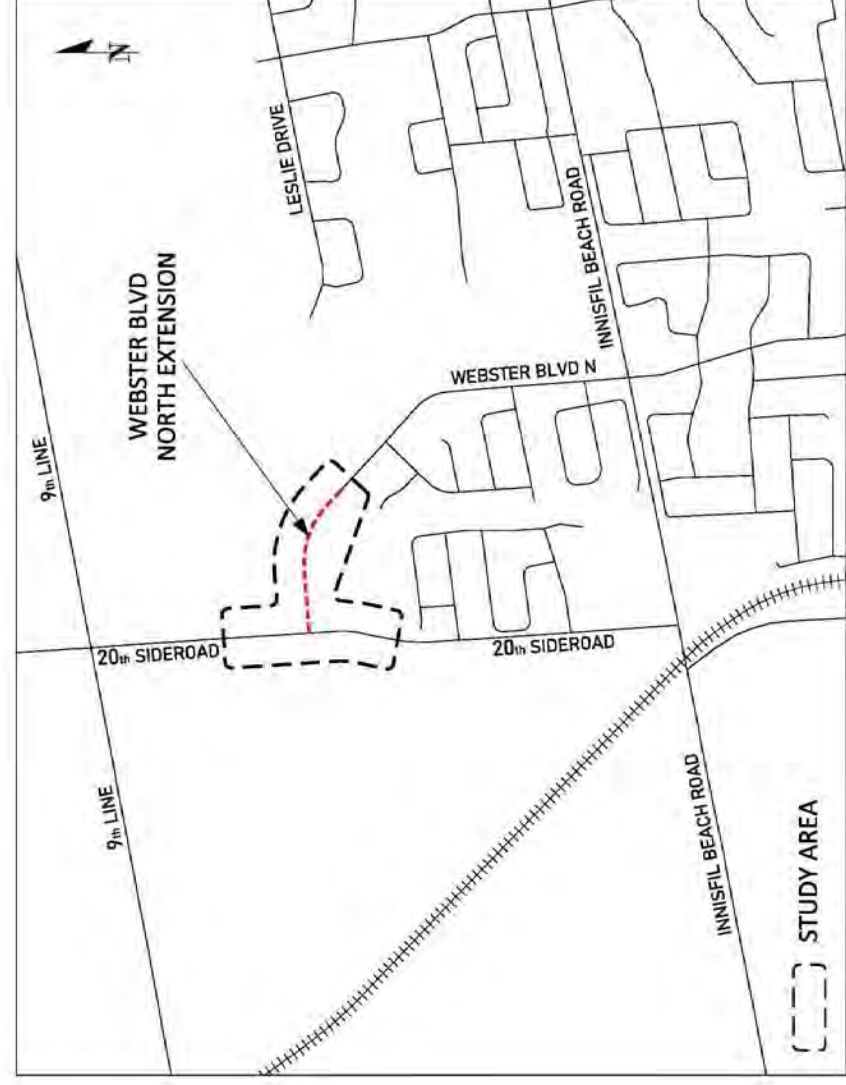 N
LESLIE DRIVE
WEBSTER BLVD
NORTH EXTENSION
9th LINE
INNISFIL BEACH ROAD
WEBSTER BLVD N
20th SIDEROAD
20th SIDEROAD
9th LINE
INNISFIL BEACH ROAD
STUDY AREA